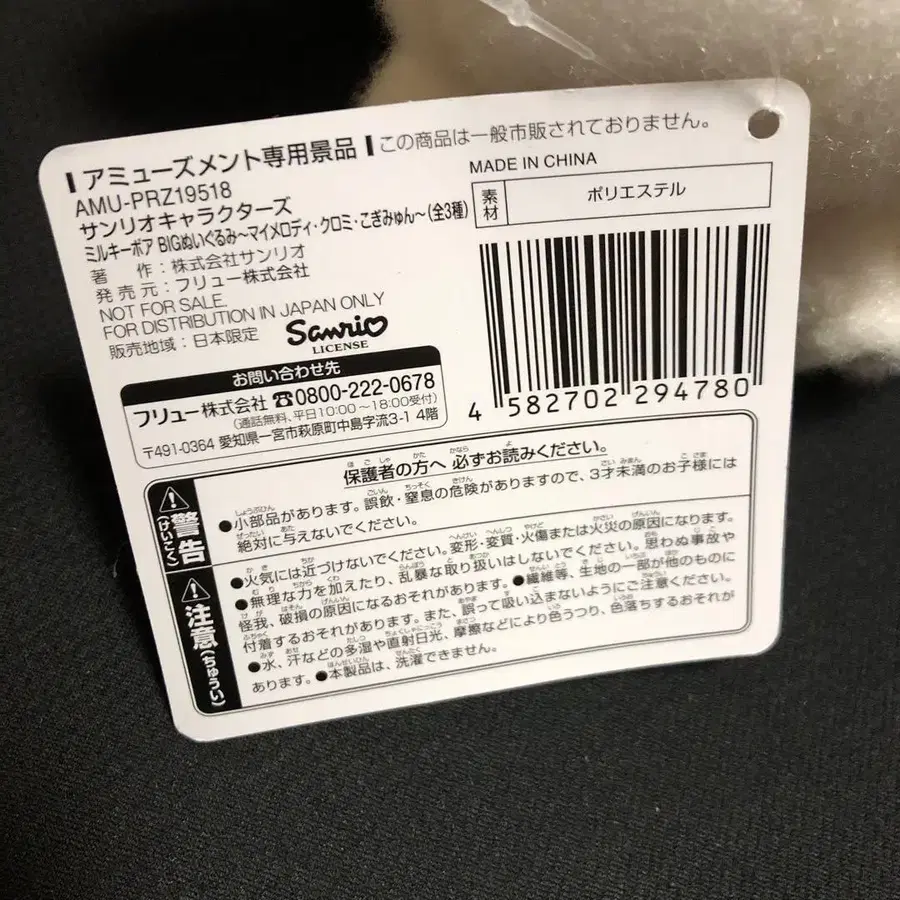 アミューズメント専用景品 この商品は一般市販されておりません。
AMU-PRZ19518
サンリオキャラクターズ
ミルキーボア BIGぬいぐるみ〜マイメロディ・クロミ・こぎみゅん〜(全3種)
著 作：株式会社サンリオ
発売元：フリュー株式会社
NOT FOR SALE.
FOR DISTRIBUTION IN JAPAN ONLY
販売地域：日本限定
Sanrio
LICENSE
MADE IN CHINA
素材 ポリエステル
4 582702 294780
お問い合わせ先
フリュー株式会社 ☎0800-222-0678
(通話無料、平日10:00〜18:00受付)
〒491-0364 愛知県一宮市萩原町中島字流3-1 4階
保護者の方へ 必ずお読みください。
警告(けいこく)
●小部品があります。誤飲・窒息の危険がありますので、3才未満のお子様には
絶対に与えないでください。
注意(ちゅうい)
●火気には近づけないでください。変形・変質・火傷または火災の原因になります。
●無理な力を加えたり、乱暴な取り扱いはしないでください。思わぬ事故や
怪我、破損の原因になるおそれがあります。●繊維等、生地の一部が他のものに
付着するおそれがあります。また、誤って吸い込まないようにご注意ください。
●水、汗などの多湿や直射日光、摩擦などにより色うつり、色落ちするおそれが
あります。●本製品は、洗濯できません。